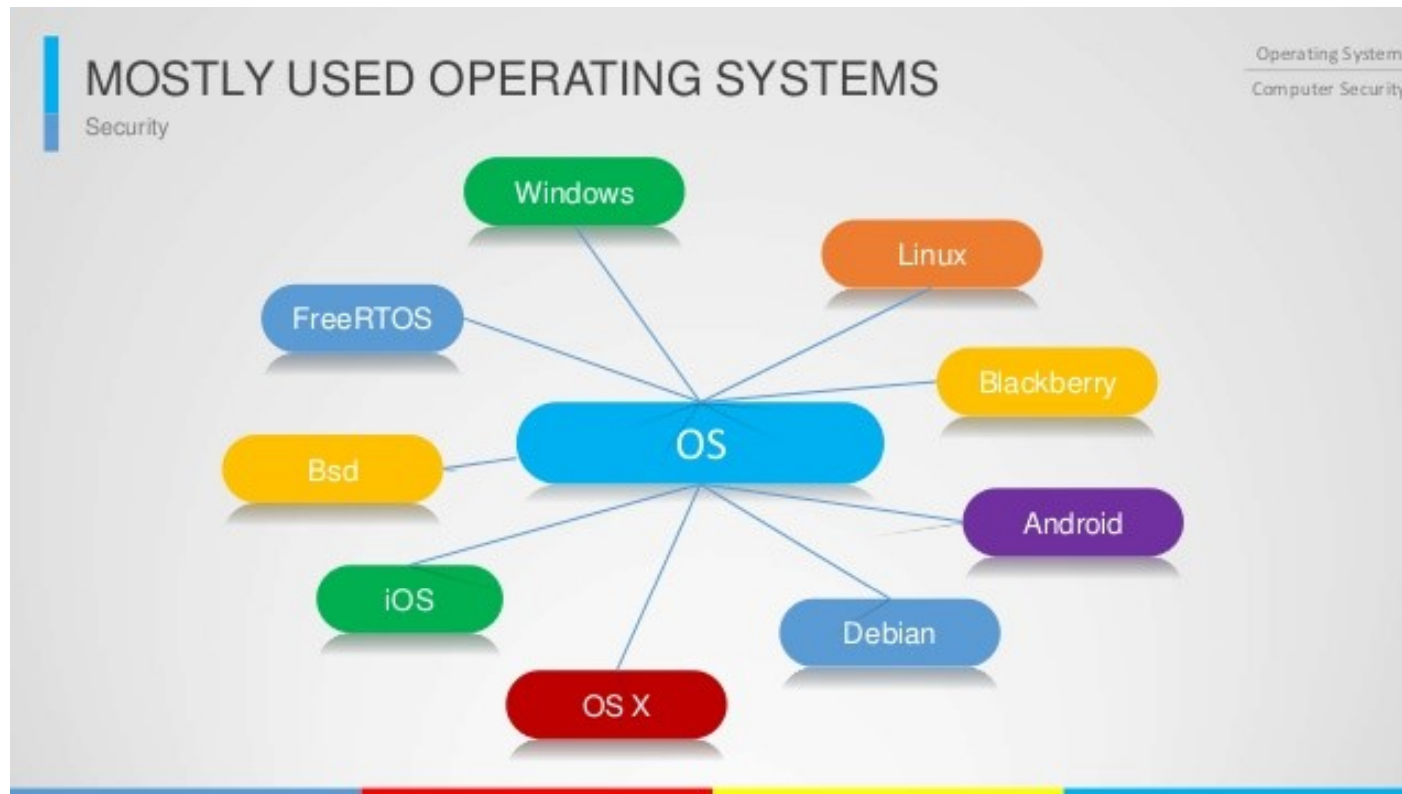 MOSTLY USED OPERATING SYSTEMS
Security
Operating System
Computer Security
Windows
Linux
FreeRTOS
Blackberry
OS
Bsd
Android
iOS
Debian
OS X